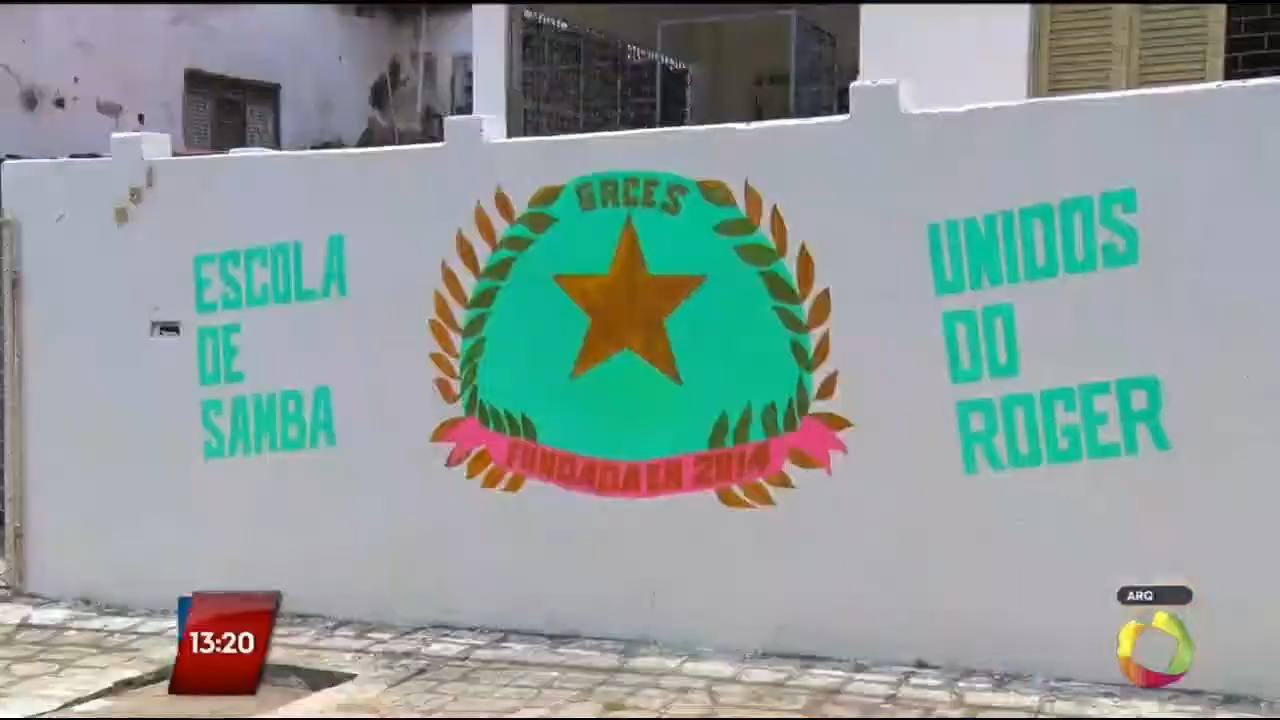 ESCOLA
DE
SAMBA
GRCES
FUNDADA EM 2014
UNIDOS
DO
ROGER
13:20
ARQ